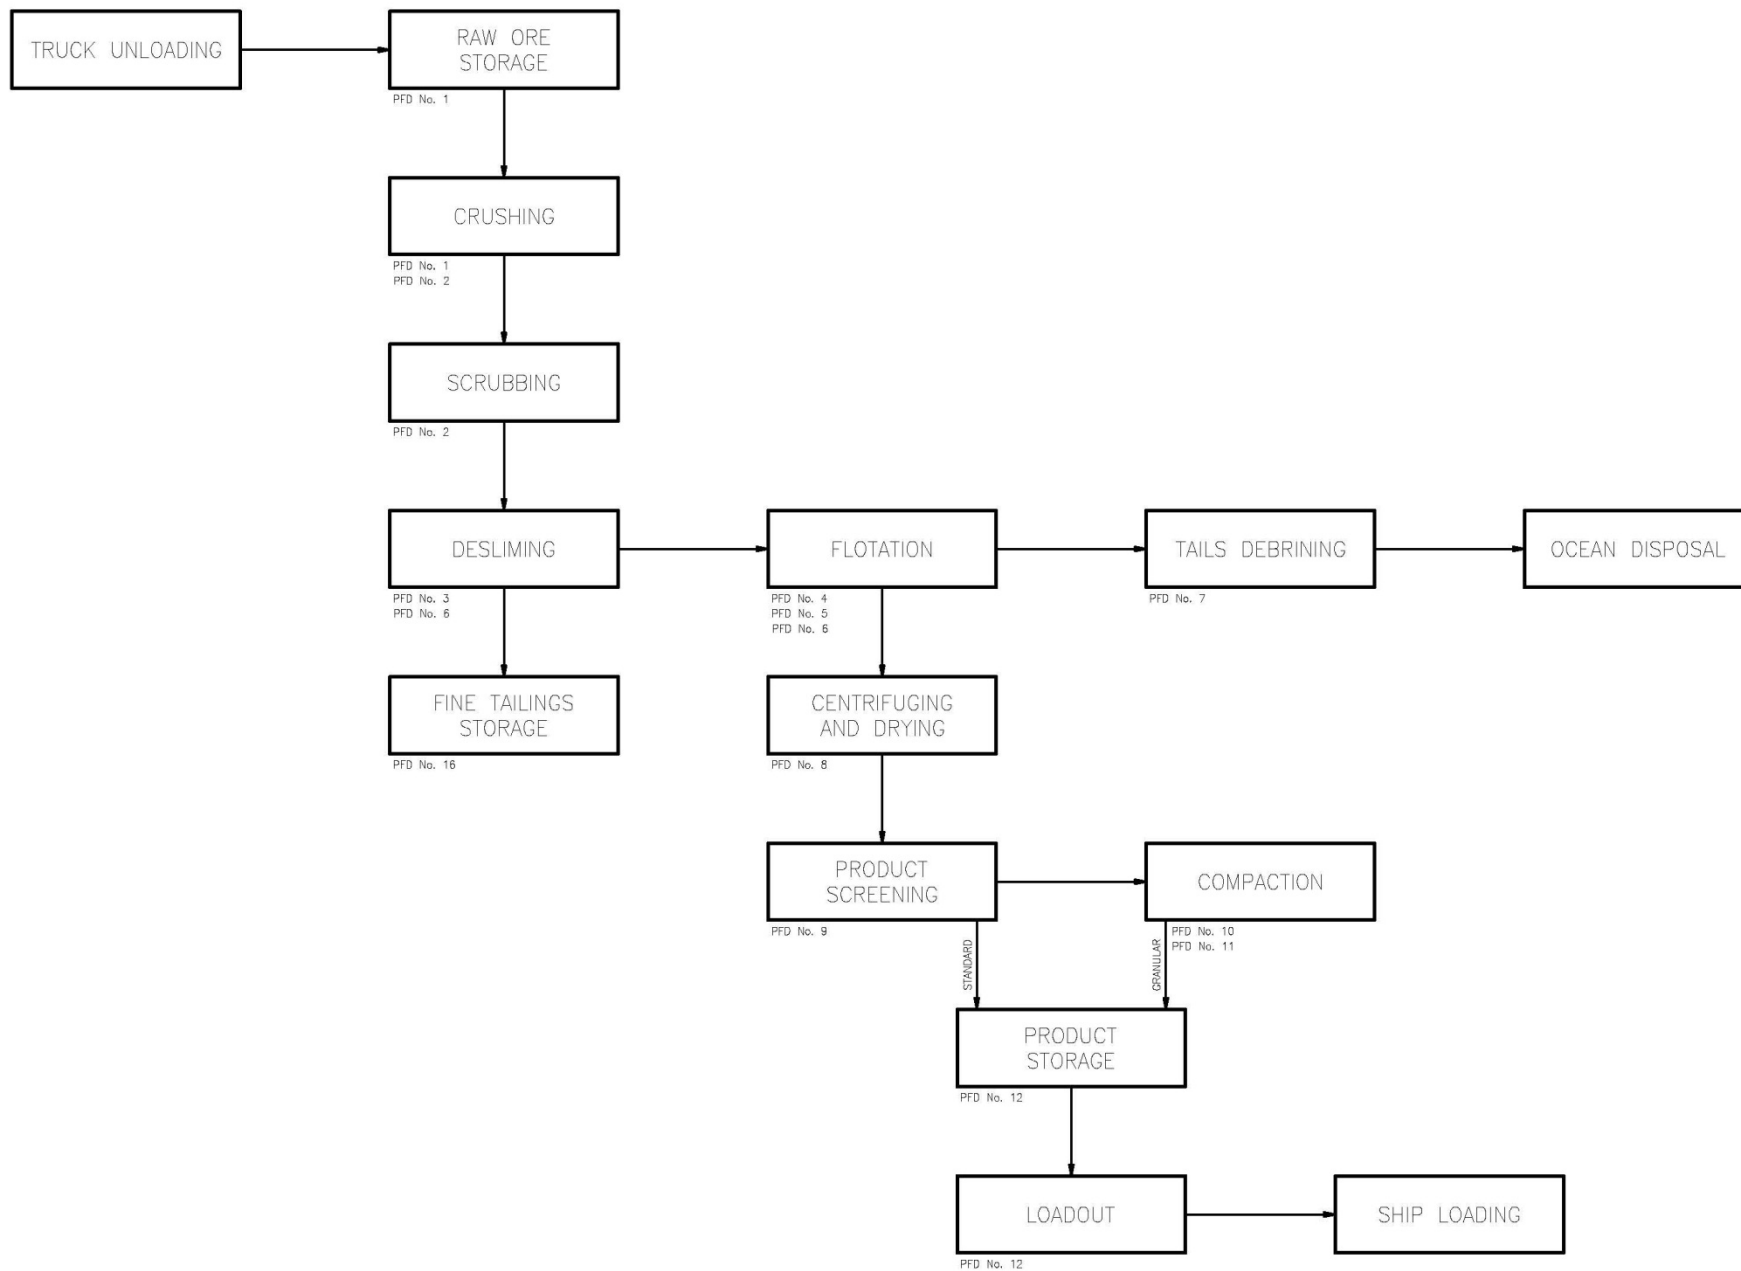 TRUCK UNLOADING
RAW ORE
STORAGE
PFD No. 1
CRUSHING
PFD No. 1
PFD No. 2
SCRUBBING
PFD No. 2
DESLIMING
PFD No. 3
PFD No. 6
FLOTATION
PFD No. 4
PFD No. 5
PFD No. 6
TAILS DEBRINING
PFD No. 7
OCEAN DISPOSAL
FINE TAILINGS
STORAGE
PFD No. 16
CENTRIFUGING
AND DRYING
PFD No. 8
PRODUCT
SCREENING
PFD No. 9
COMPACTION
PFD No. 10
PFD No. 11
STANDARD
GRANULAR
PRODUCT
STORAGE
PFD No. 12
LOADOUT
PFD No. 12
SHIP LOADING